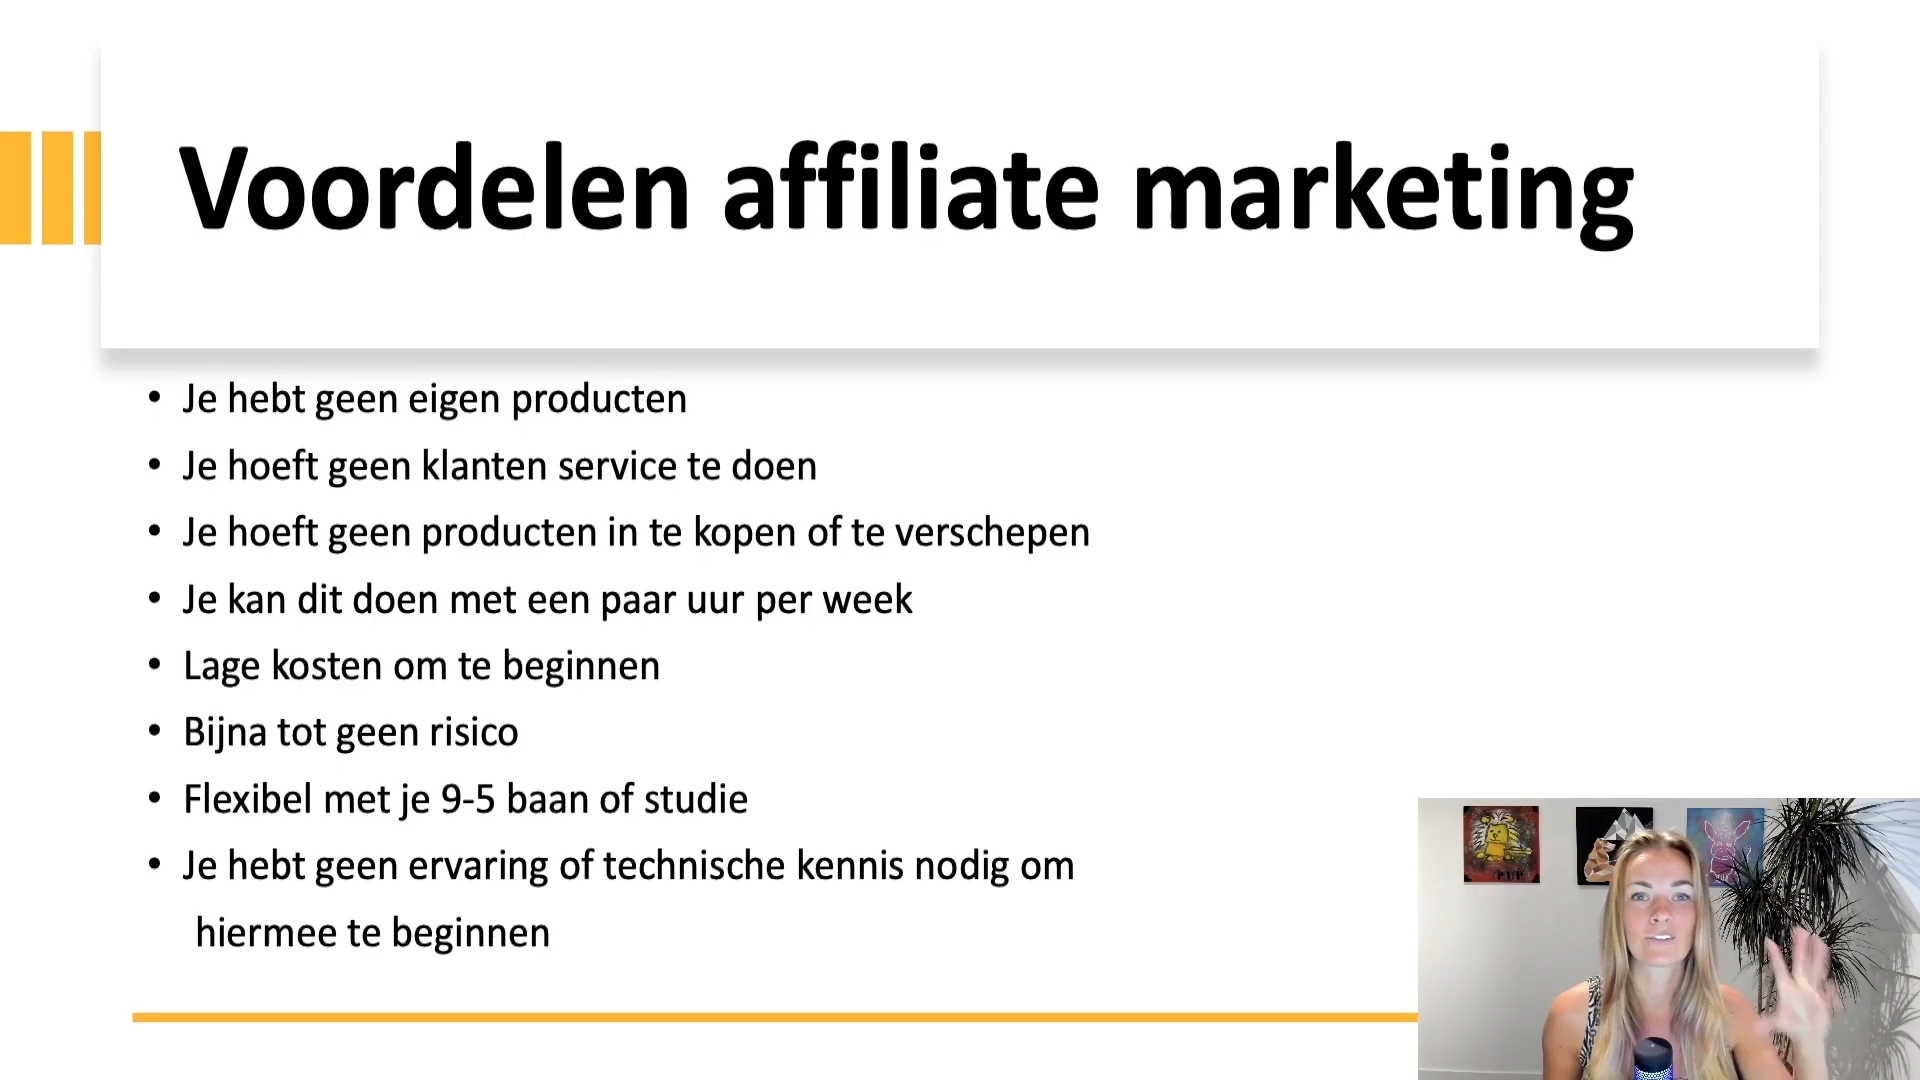 Voordelen affiliate marketing
• Je hebt geen eigen producten
• Je hoeft geen klanten service te doen
• Je hoeft geen producten in te kopen of te verschepen
• Je kan dit doen met een paar uur per week
• Lage kosten om te beginnen
• Bijna tot geen risico
• Flexibel met je 9-5 baan of studie
• Je hebt geen ervaring of technische kennis nodig om
hiermee te beginnen